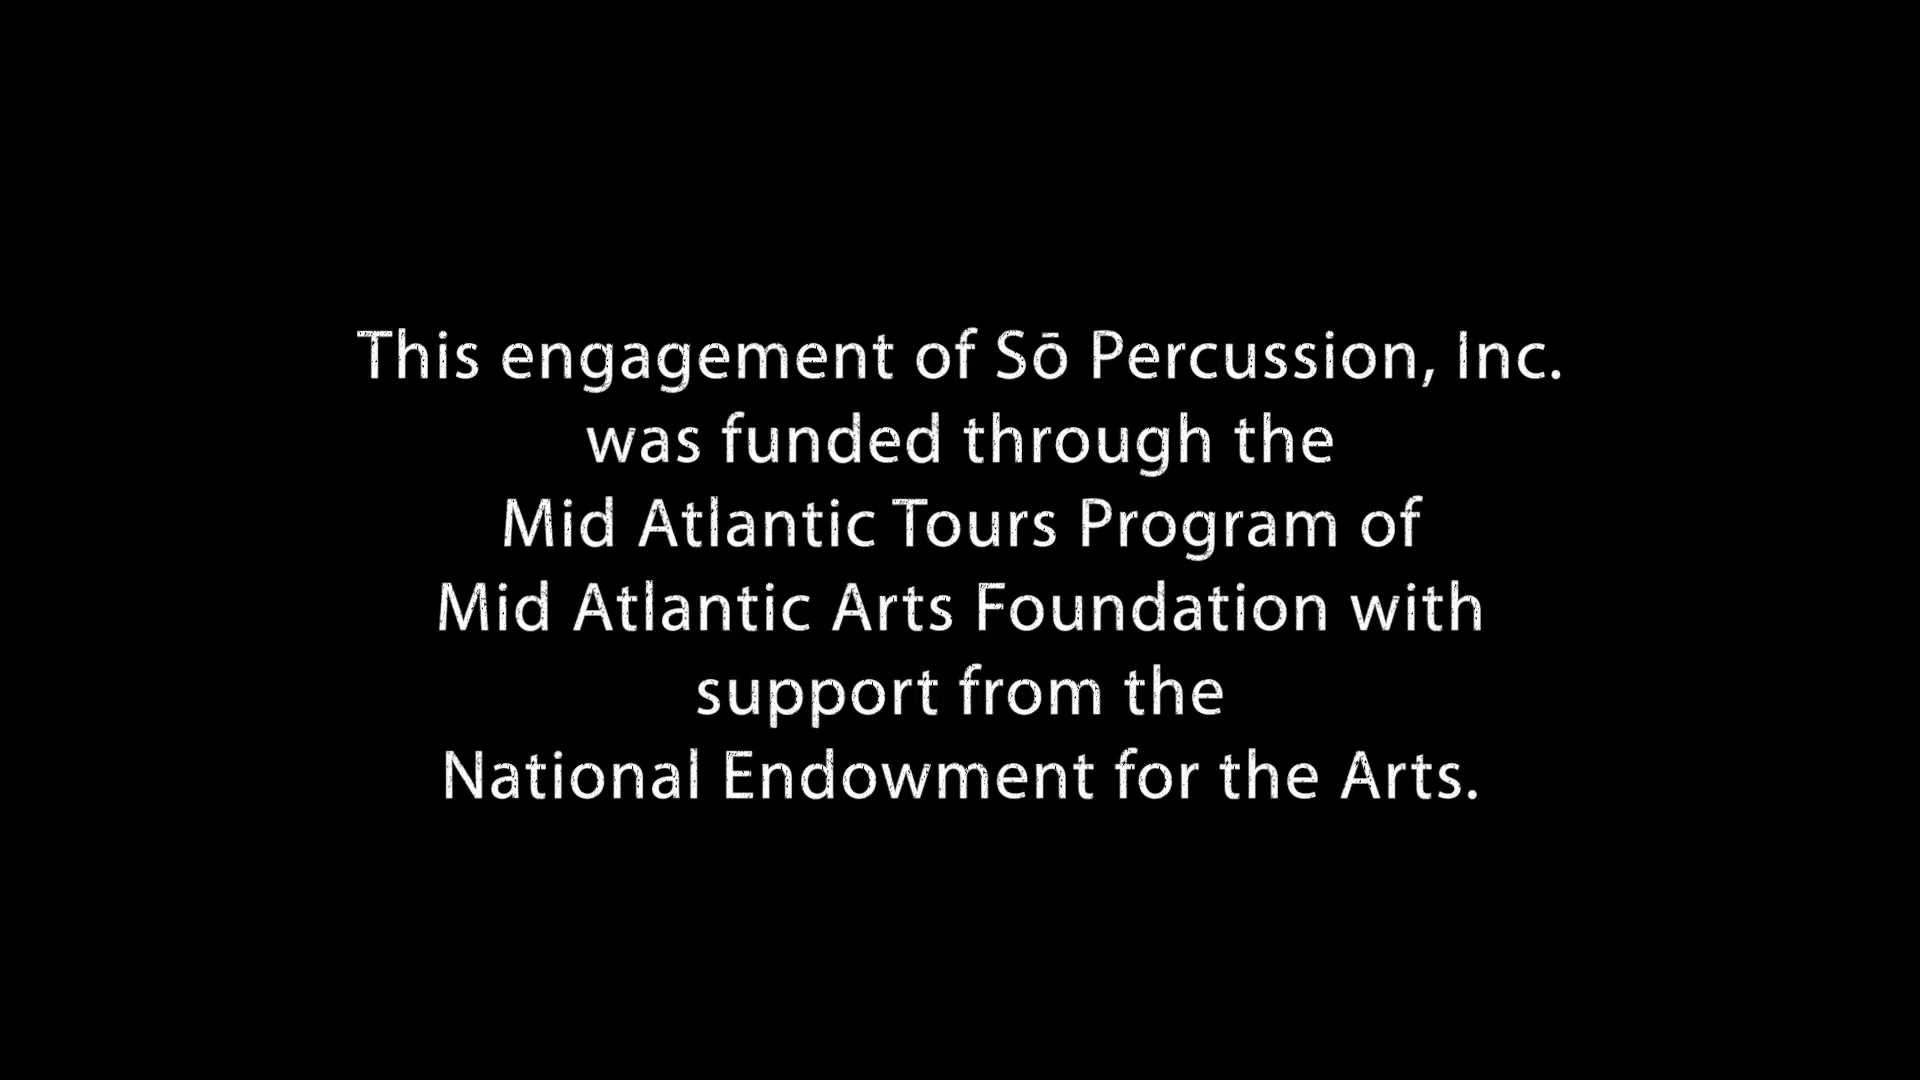 This engagement of Sō Percussion, Inc.
was funded through the
Mid Atlantic Tours Program of
Mid Atlantic Arts Foundation with
support from the
National Endowment for the Arts.